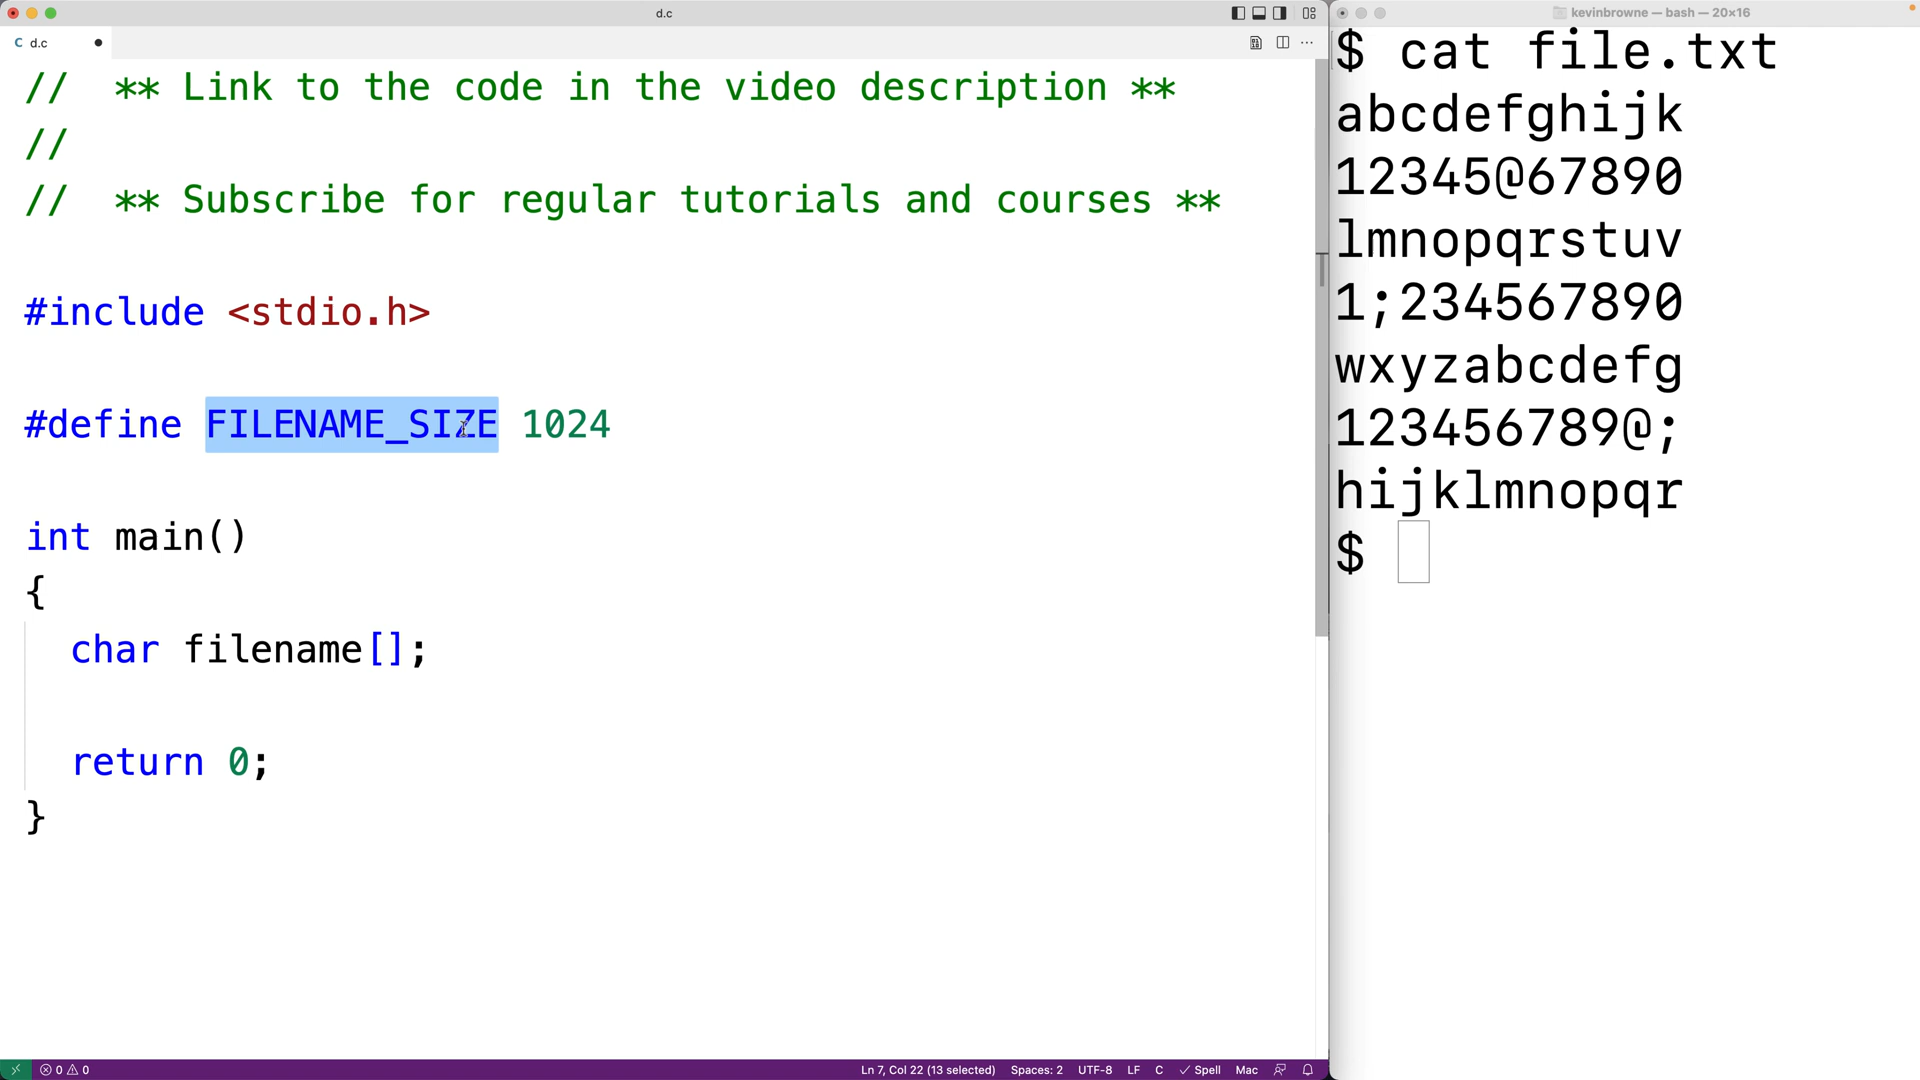 d.c
C d.c
// ** Link to the code in the video description **
//
// ** Subscribe for regular tutorials and courses **
#include <stdio.h>
#define FILENAME_SIZE 1024
int main()
{
char filename[];
return 0;
}
0 0
Ln 7, Col 22 (13 selected) Spaces: 2 UTF-8 LF C Spell Mac
kevinbrowne — bash — 20×16
$ cat file.txt
abcdefghijk
12345@67890
lmnopqrstuv
1;234567890
wxyzabcdefg
123456789@;
hijklmnopqr
$